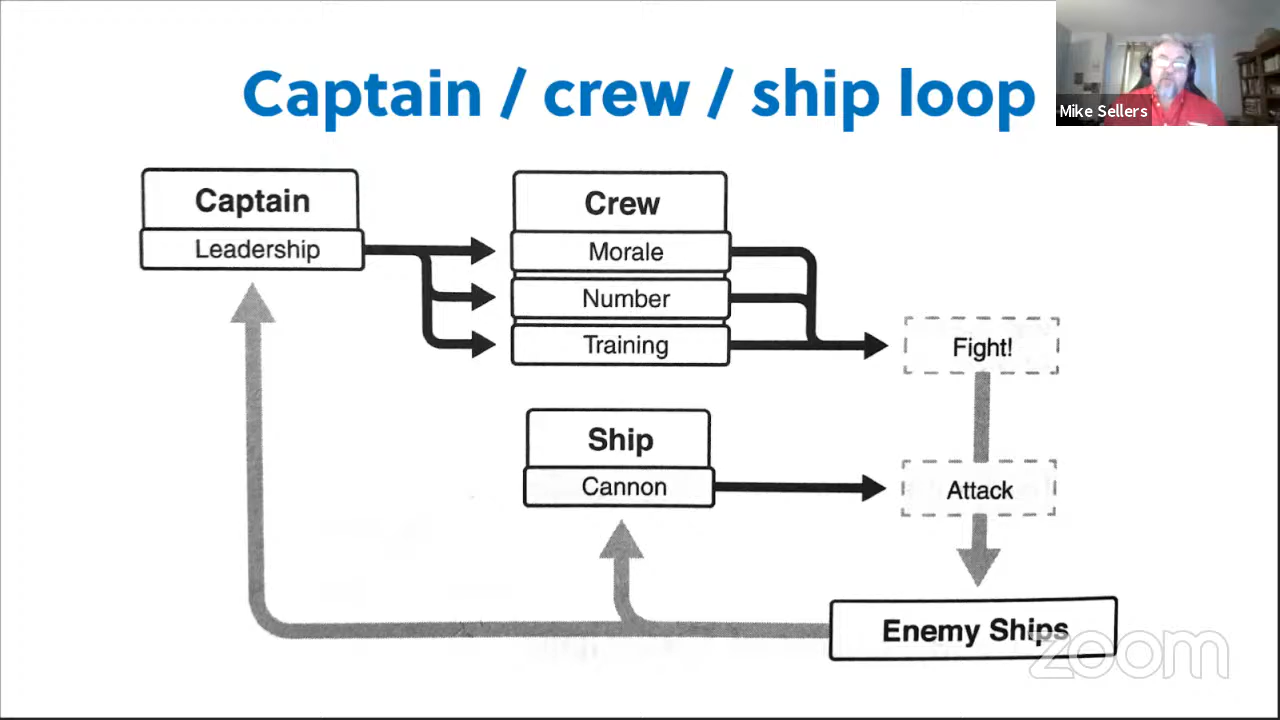 Captain / crew / ship loop
Mike Sellers
Captain
Leadership
Crew
Morale
Number
Training
Fight!
Ship
Cannon
Attack
Enemy Ships
zoom